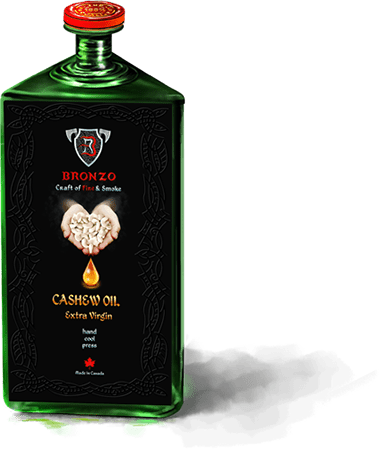 BRONZO
Craft of Fire & Smoke
CASHEW OIL
Extra Virgin
hand
cool
press
Made in Canada